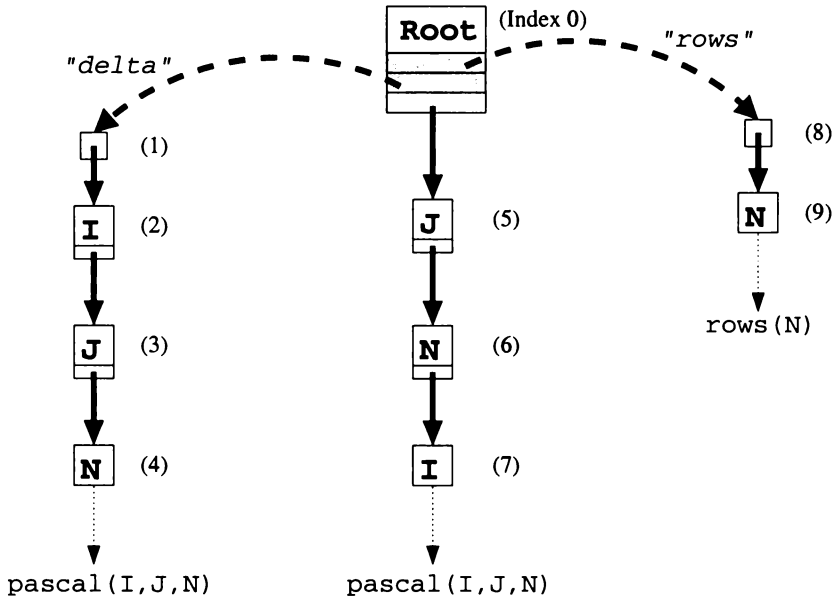 Root (Index 0)
"delta"
"rows"
(1)
(8)
I (2)
J (5)
N (9)
J (3)
N (6)
rows(N)
N (4)
I (7)
pascal(I,J,N)
pascal(I,J,N)